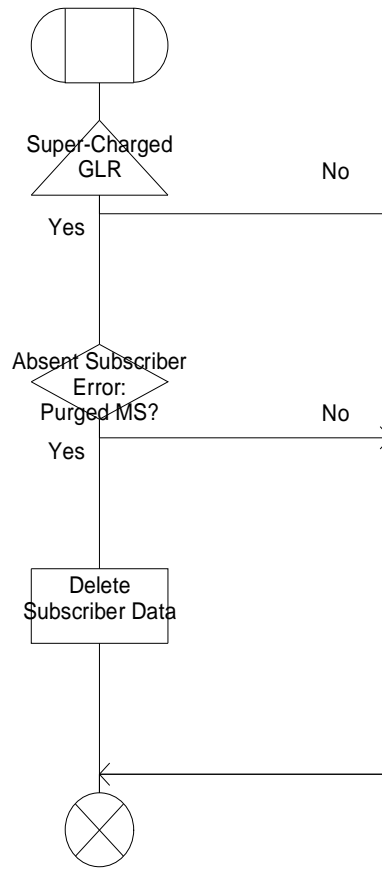 Super-Charged
GLR
No
Yes
Absent Subscriber
Error:
Purged MS?
No
Yes
Delete
Subscriber Data